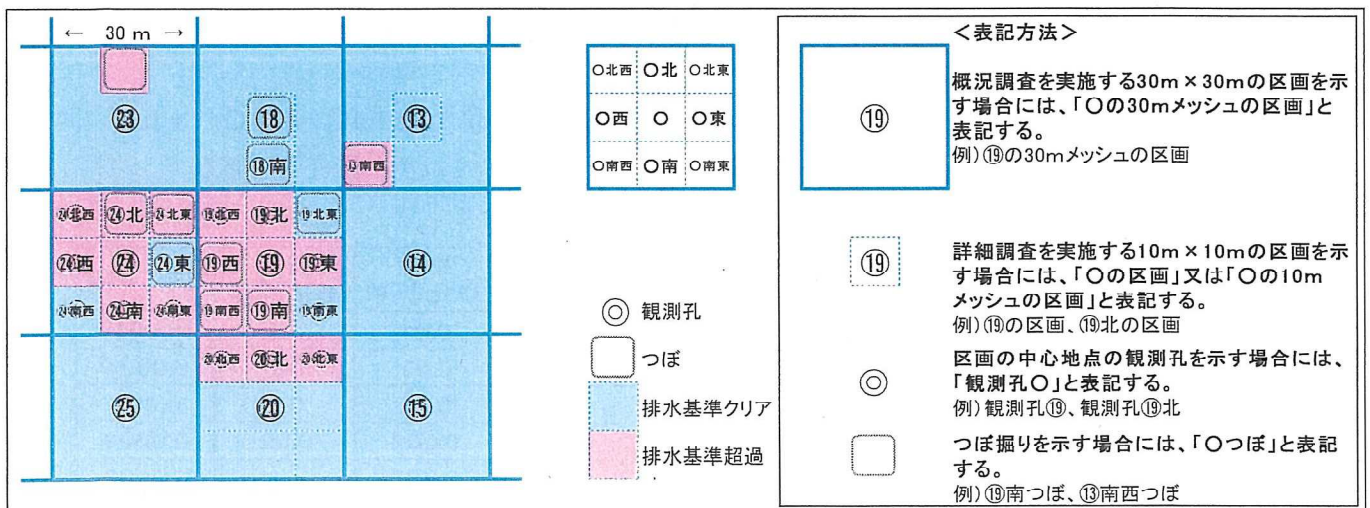 ← 30 m →
㉓
⑱
⑬
⑱南
⑬南西
㉔北西 ㉔北 ㉔北東 ⑲北西 ⑲北 ⑲北東
㉔西 ㉔ ㉔東 ⑲西 ⑲ ⑲東
⑭
㉔南西 ㉔南 ㉔南東 ⑲南西 ⑲南 ⑲南東
⑳北西 ⑳北 ⑳北東
㉕
⑳
⑮
○北西 ○北 ○北東
○西 ○ ○東
○南西 ○南 ○南東
観測孔
つぼ
排水基準クリア
排水基準超過
<表記方法>
⑲
概況調査を実施する30m×30mの区画を示
す場合には、「○の30mメッシュの区画」と
表記する。
例)⑲の30mメッシュの区画
⑲
詳細調査を実施する10m×10mの区画を示
す場合には、「○の区画」又は「○の10m
メッシュの区画」と表記する。
例)⑲の区画、⑲北の区画
区画の中心地点の観測孔を示す場合には、
「観測孔○」と表記する。
例)観測孔⑲、観測孔⑲北
つぼ掘りを示す場合には、「○つぼ」と表記
する。
例)⑲南つぼ、⑬南西つぼ